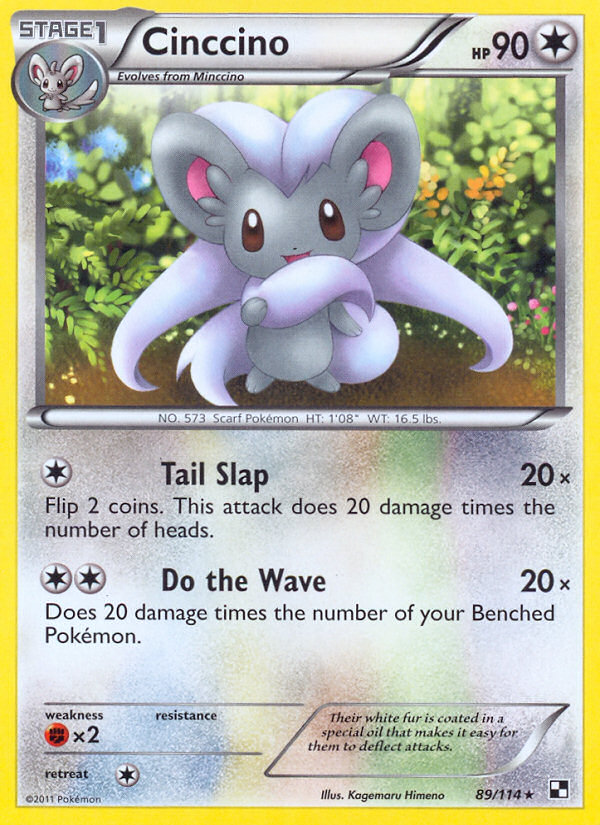 STAGE1
Cinccino
HP 90
Evolves from Minccino
NO. 573 Scarf Pokémon HT: 1'08" WT: 16.5 lbs.
Tail Slap 20×
Flip 2 coins. This attack does 20 damage times the
number of heads.
Do the Wave 20×
Does 20 damage times the number of your Benched
Pokémon.
weakness resistance
×2
Their white fur is coated in a
special oil that makes it easy for
them to deflect attacks.
retreat
©2011 Pokémon
Illus. Kagemaru Himeno 89/114 ★